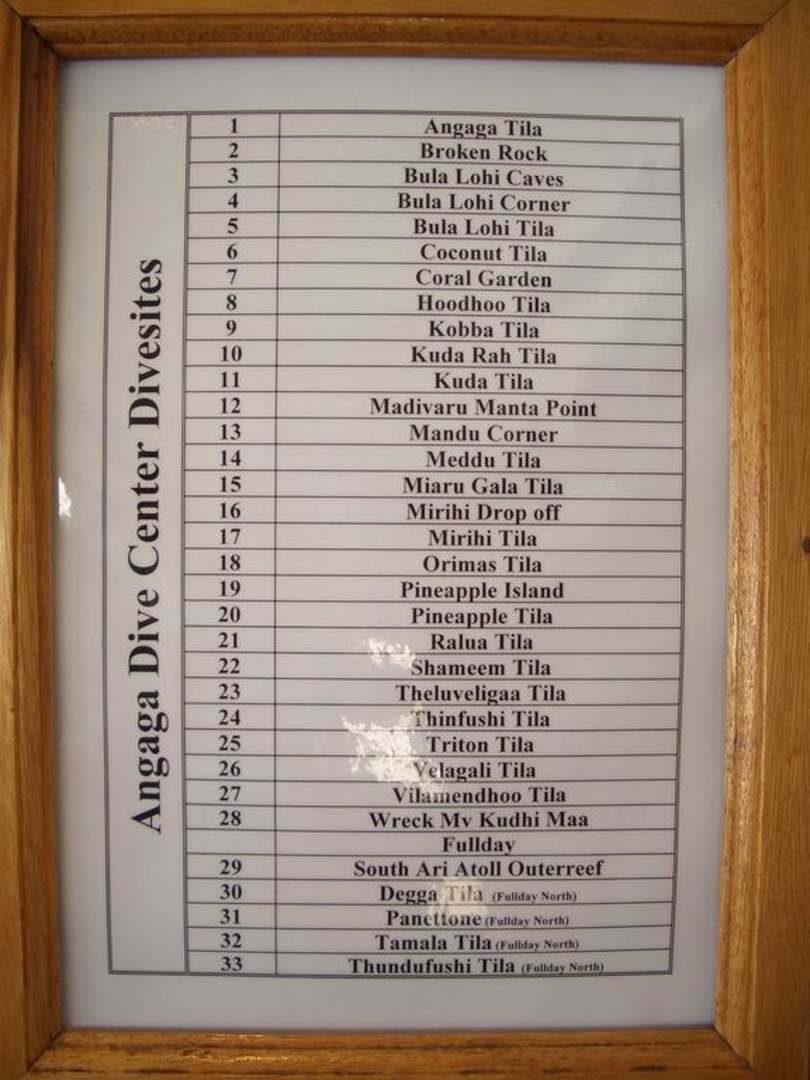 Angaga Dive Center Divesites
1 Angaga Tila
2 Broken Rock
3 Bula Lohi Caves
4 Bula Lohi Corner
5 Bula Lohi Tila
6 Coconut Tila
7 Coral Garden
8 Hoodhoo Tila
9 Kobba Tila
10 Kuda Rah Tila
11 Kuda Tila
12 Madivaru Manta Point
13 Mandu Corner
14 Meddu Tila
15 Miaru Gala Tila
16 Mirihi Drop off
17 Mirihi Tila
18 Orimas Tila
19 Pineapple Island
20 Pineapple Tila
21 Ralua Tila
22 Shameem Tila
23 Theluveligaa Tila
24 Thinfushi Tila
25 Triton Tila
26 Velagali Tila
27 Vilamendhoo Tila
28 Wreck Mv Kudhi Maa
Fullday
29 South Ari Atoll Outerreef
30 Degga Tila (Fullday North)
31 Panettone (Fullday North)
32 Tamala Tila (Fullday North)
33 Thundufushi Tila (Fullday North)